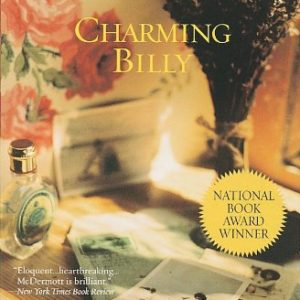 CHARMING
BILLY
NATIONAL
BOOK
AWARD
WINNER
"Eloquent...heartbreaking...
McDermott is brilliant."
New York Times Book Review